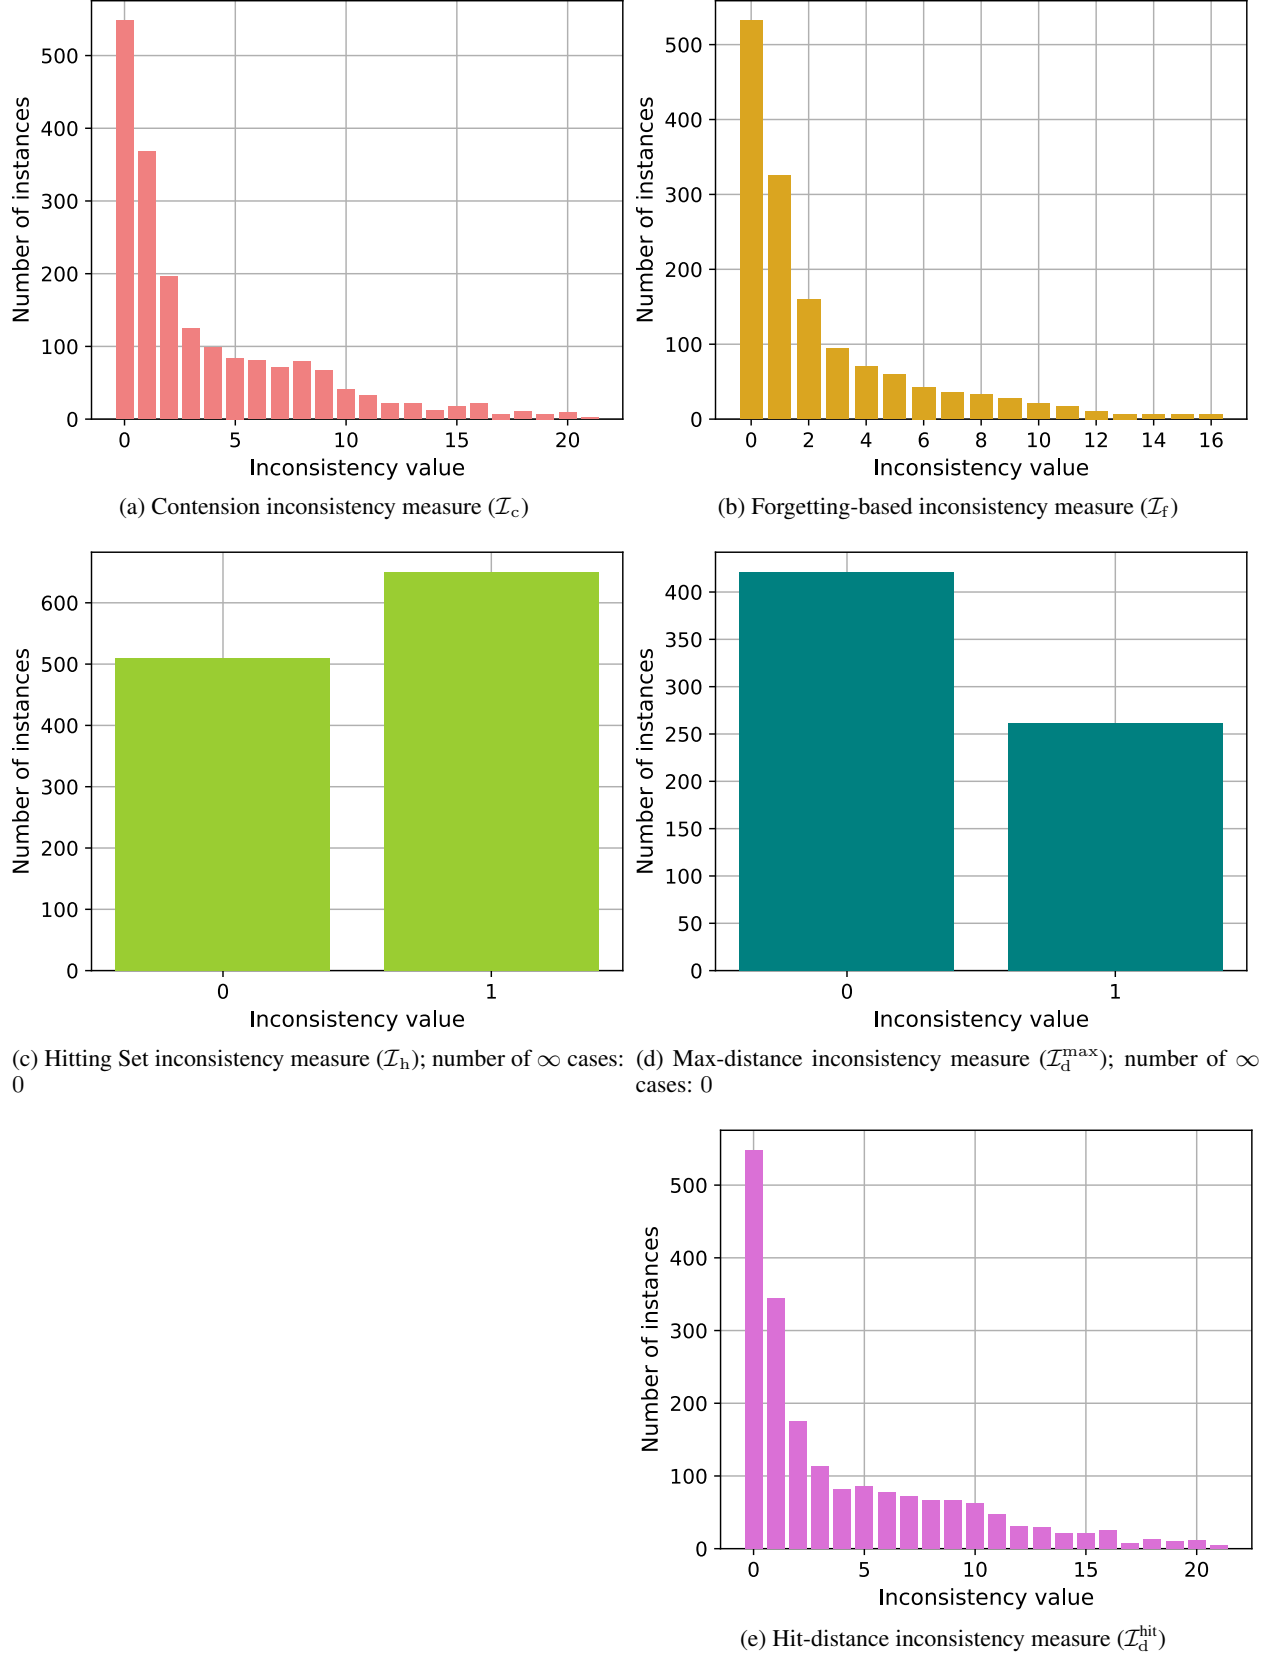 500
400
300
200
100
0
Number of instances
0 5 10 15 20
Inconsistency value
(a) Contension inconsistency measure (ℐc)
500
400
300
200
100
0
Number of instances
0 2 4 6 8 10 12 14 16
Inconsistency value
(b) Forgetting-based inconsistency measure (ℐf)
600
500
400
300
200
100
0
Number of instances
0 1
Inconsistency value
(c) Hitting Set inconsistency measure (ℐh); number of ∞ cases:
0
400
350
300
250
200
150
100
50
0
Number of instances
0 1
Inconsistency value
(d) Max-distance inconsistency measure (ℐd^max); number of ∞
cases: 0
500
400
300
200
100
0
Number of instances
0 5 10 15 20
Inconsistency value
(e) Hit-distance inconsistency measure (ℐd^hit)